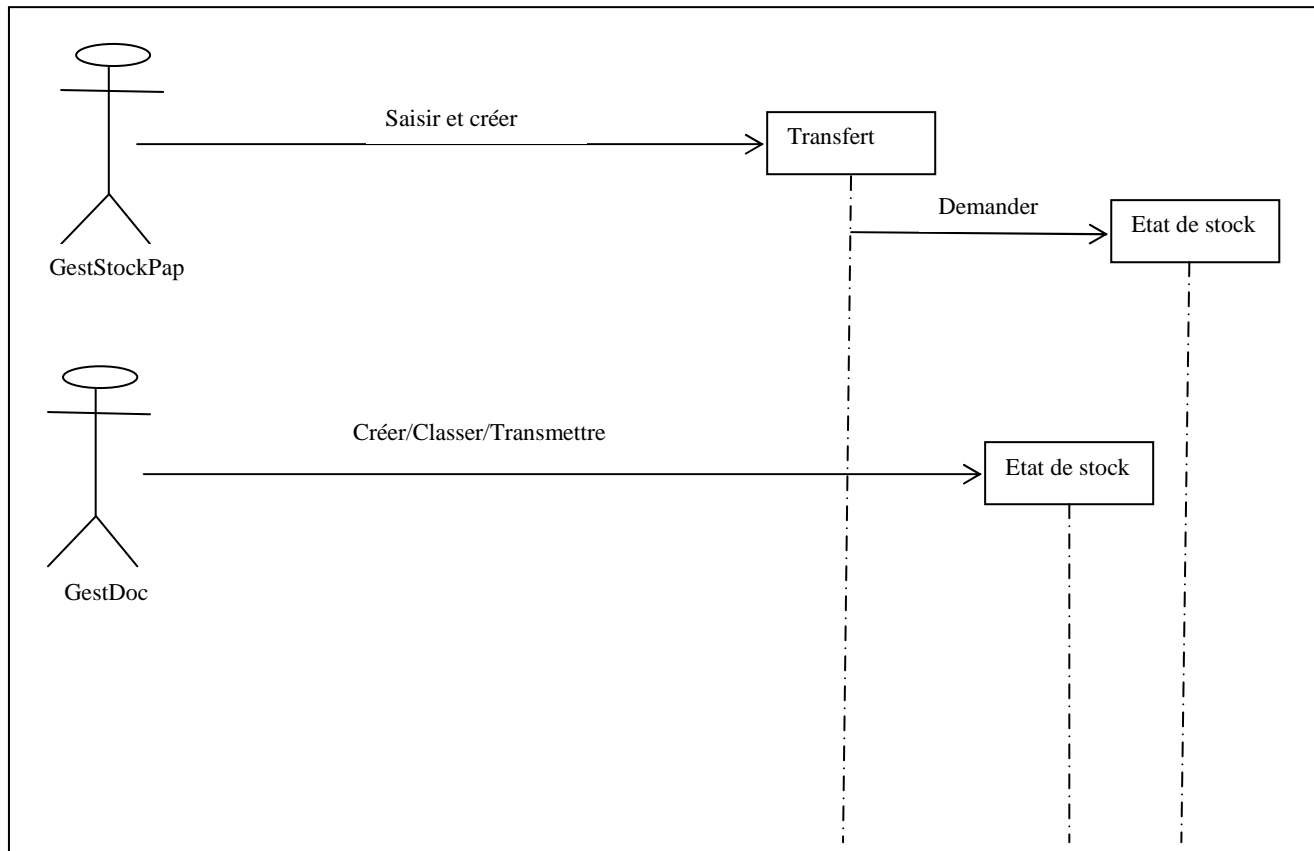 Saisir et créer
Transfert
Demander
Etat de stock
GestStockPap
Créer/Classer/Transmettre
Etat de stock
GestDoc